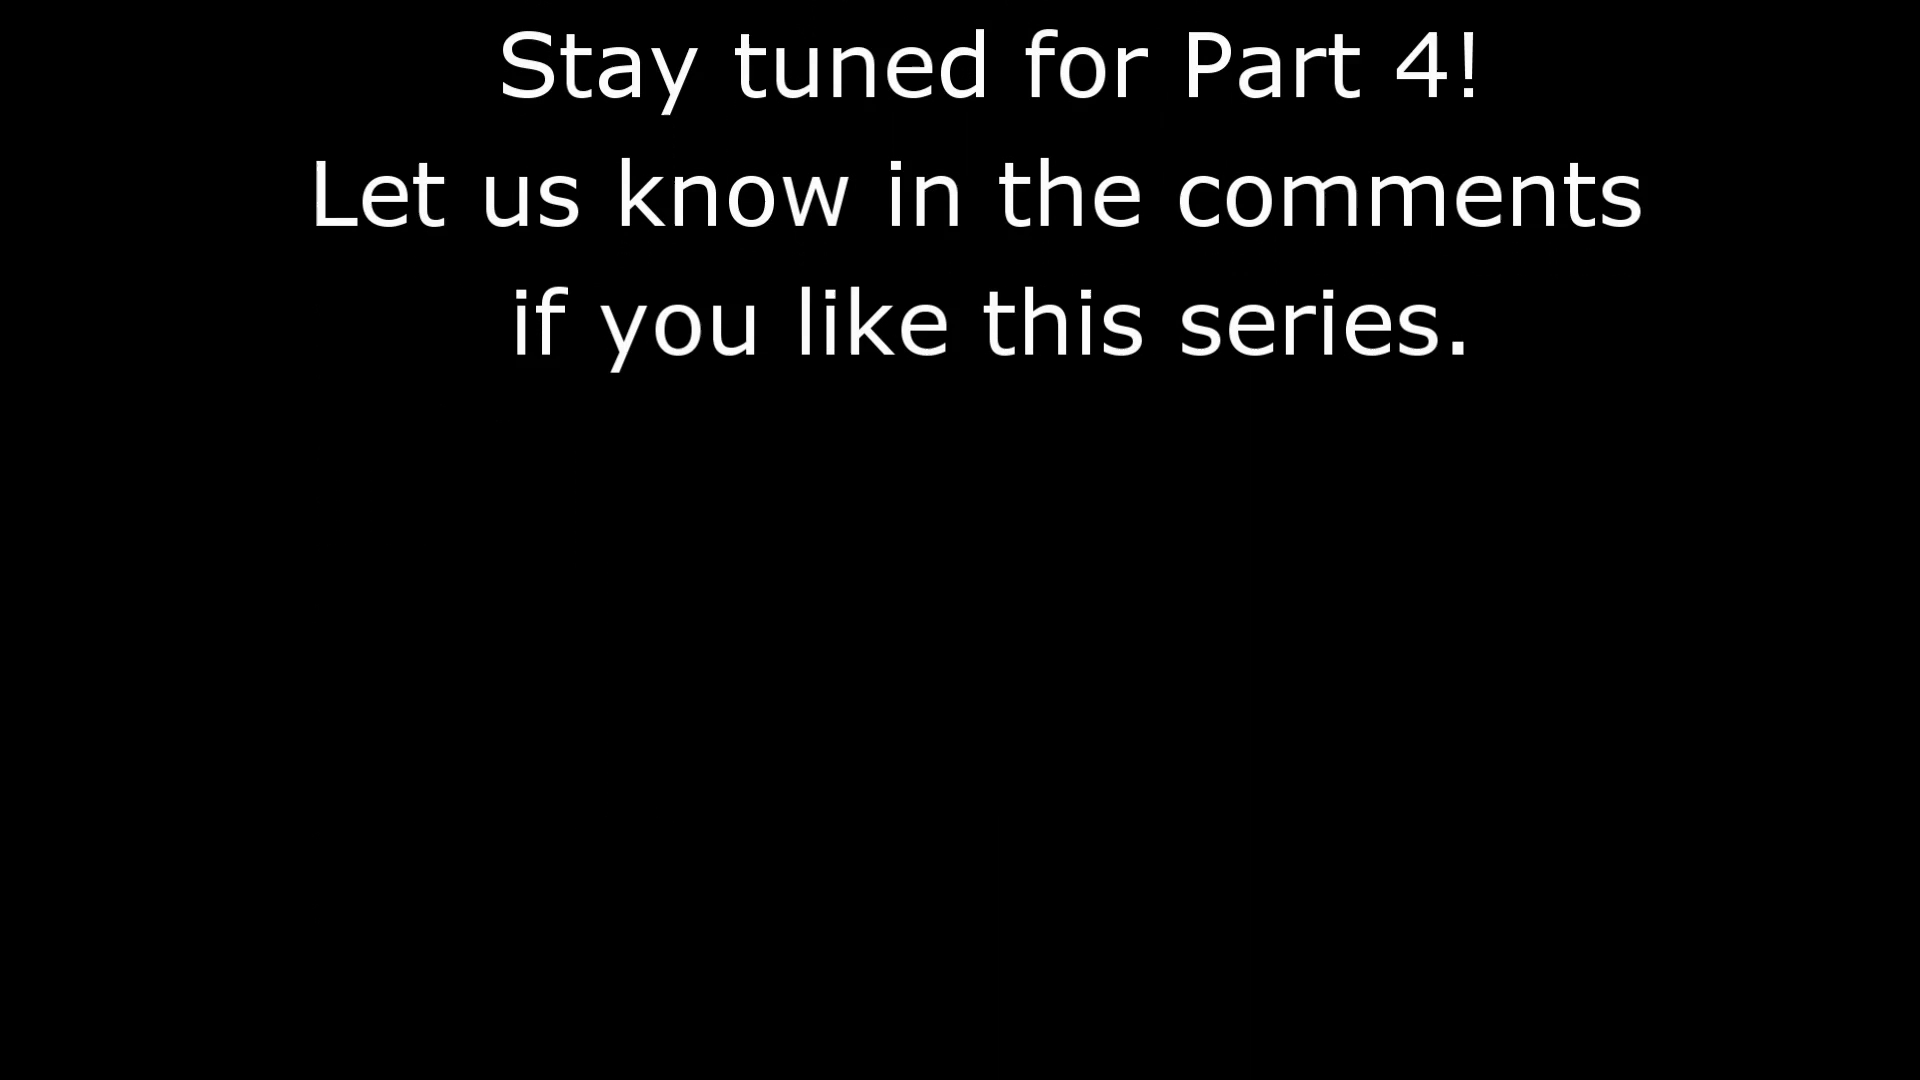 Stay tuned for Part 4!
Let us know in the comments
if you like this series.